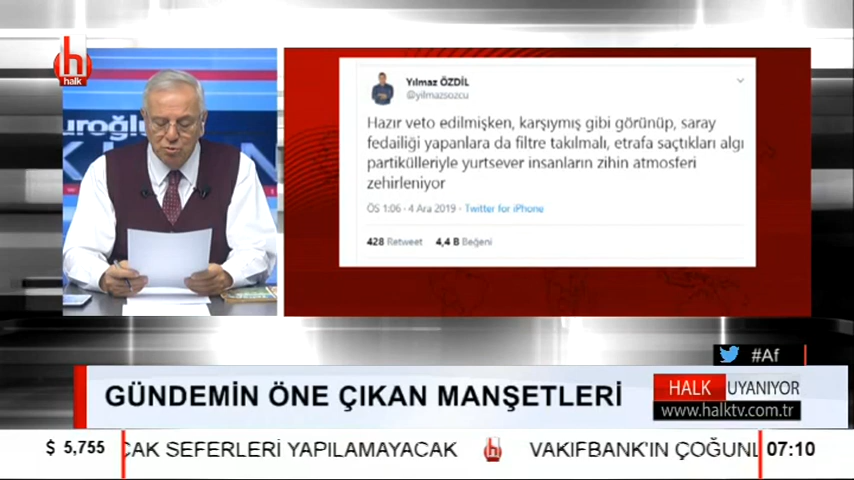 h
halk
uroğlu
Yılmaz ÖZDİL
@yilmazsozcu
Hazır veto edilmişken, karşıymış gibi görünüp, saray
fedailiği yapanlara da filtre takılmalı, etrafa saçtıkları algı
partikülleriyle yurtsever insanların zihin atmosferi
zehirleniyor
ÖS 1:06 · 4 Ara 2019 · Twitter for iPhone
428 Retweet 4,4 B Beğeni
#Af
GÜNDEMİN ÖNE ÇIKAN MANŞETLERİ
HALK UYANIYOR
www.halktv.com.tr
$ 5,755 CAK SEFERLERİ YAPILAMAYACAK h VAKIFBANK'IN ÇOĞUNL 07:10